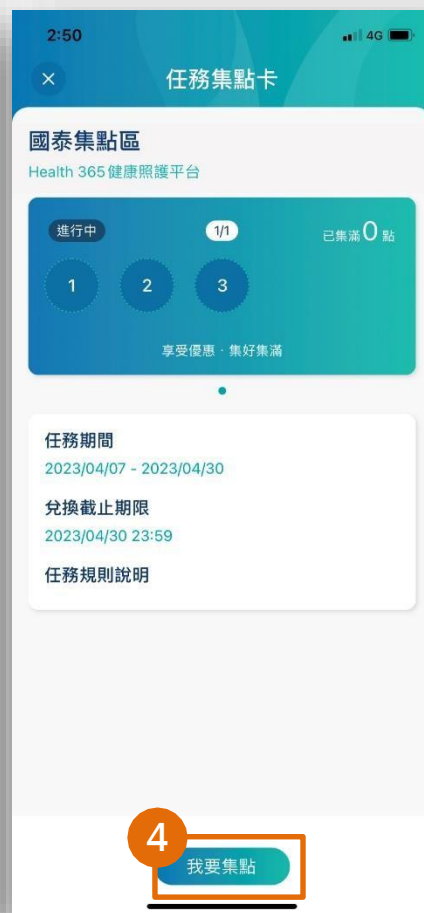 2:50
4G
×
任務集點卡
國泰集點區
Health 365健康照護平台
進行中
1/1
已集滿0點
1 2 3
享受優惠・集好集滿
任務期間
2023/04/07 - 2023/04/30
兌換截止期限
2023/04/30 23:59
任務規則說明
4
我要集點